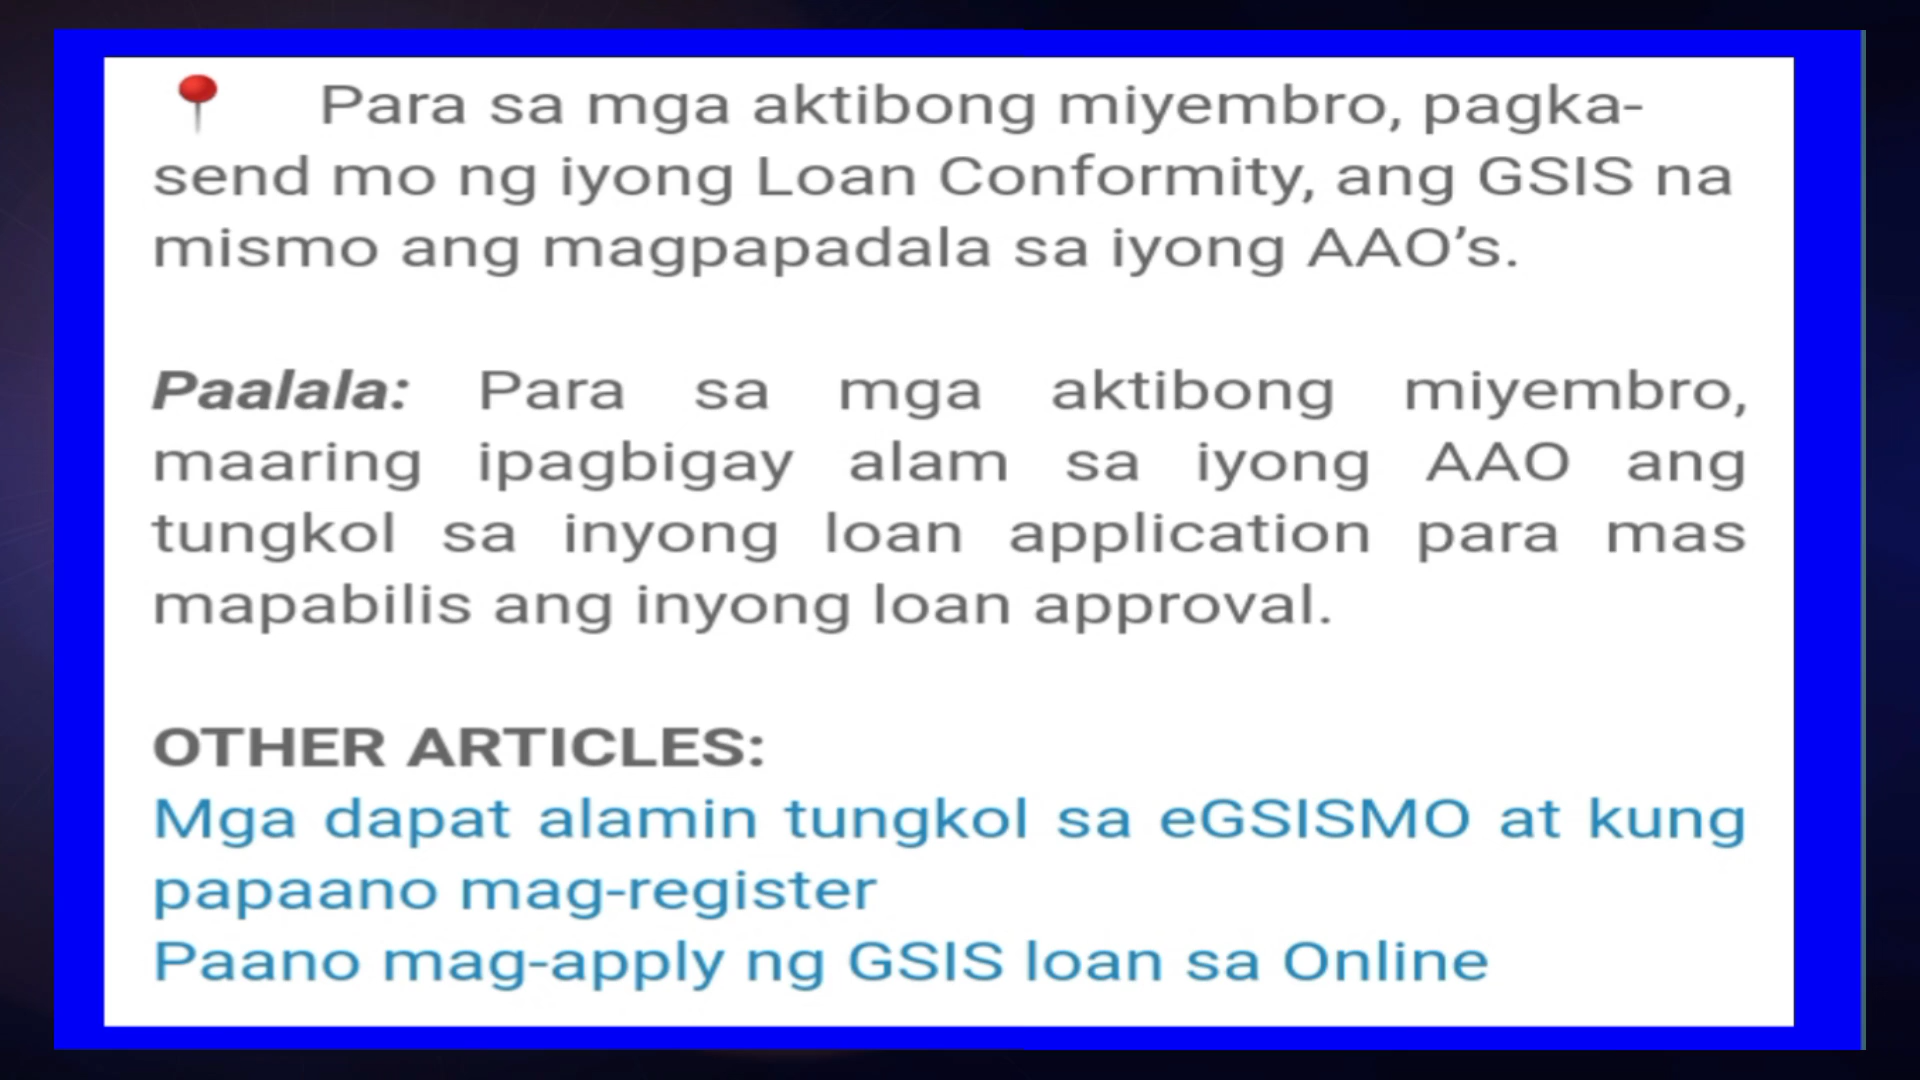 Para sa mga aktibong miyembro, pagka-
send mo ng iyong Loan Conformity, ang GSIS na
mismo ang magpapadala sa iyong AAO’s.
Paalala: Para sa mga aktibong miyembro,
maaring ipagbigay alam sa iyong AAO ang
tungkol sa inyong loan application para mas
mapabilis ang inyong loan approval.
OTHER ARTICLES:
Mga dapat alamin tungkol sa eGSISMO at kung
papaano mag-register
Paano mag-apply ng GSIS loan sa Online